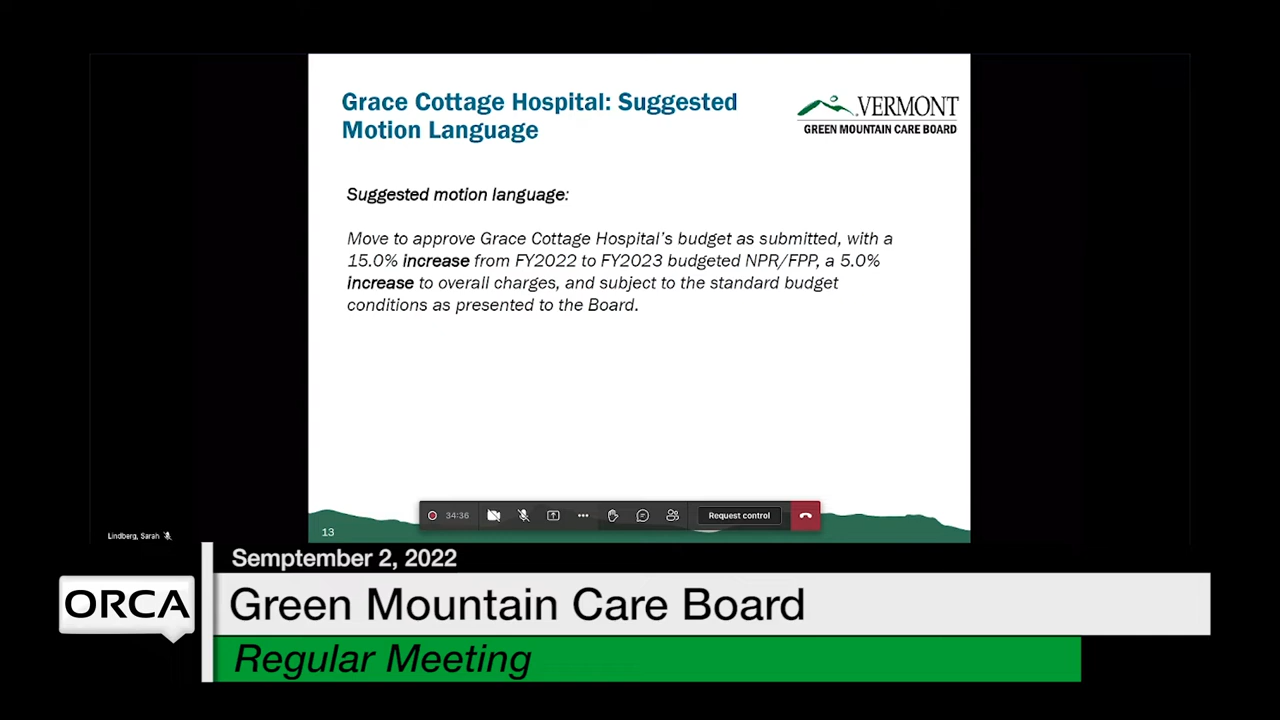 Grace Cottage Hospital: Suggested
Motion Language
VERMONT
GREEN MOUNTAIN CARE BOARD
Suggested motion language:
Move to approve Grace Cottage Hospital's budget as submitted, with a
15.0% increase from FY2022 to FY2023 budgeted NPR/FPP, a 5.0%
increase to overall charges, and subject to the standard budget
conditions as presented to the Board.
34:36
Request control
13
Lindberg, Sarah
Semptember 2, 2022
ORCA
Green Mountain Care Board
Regular Meeting